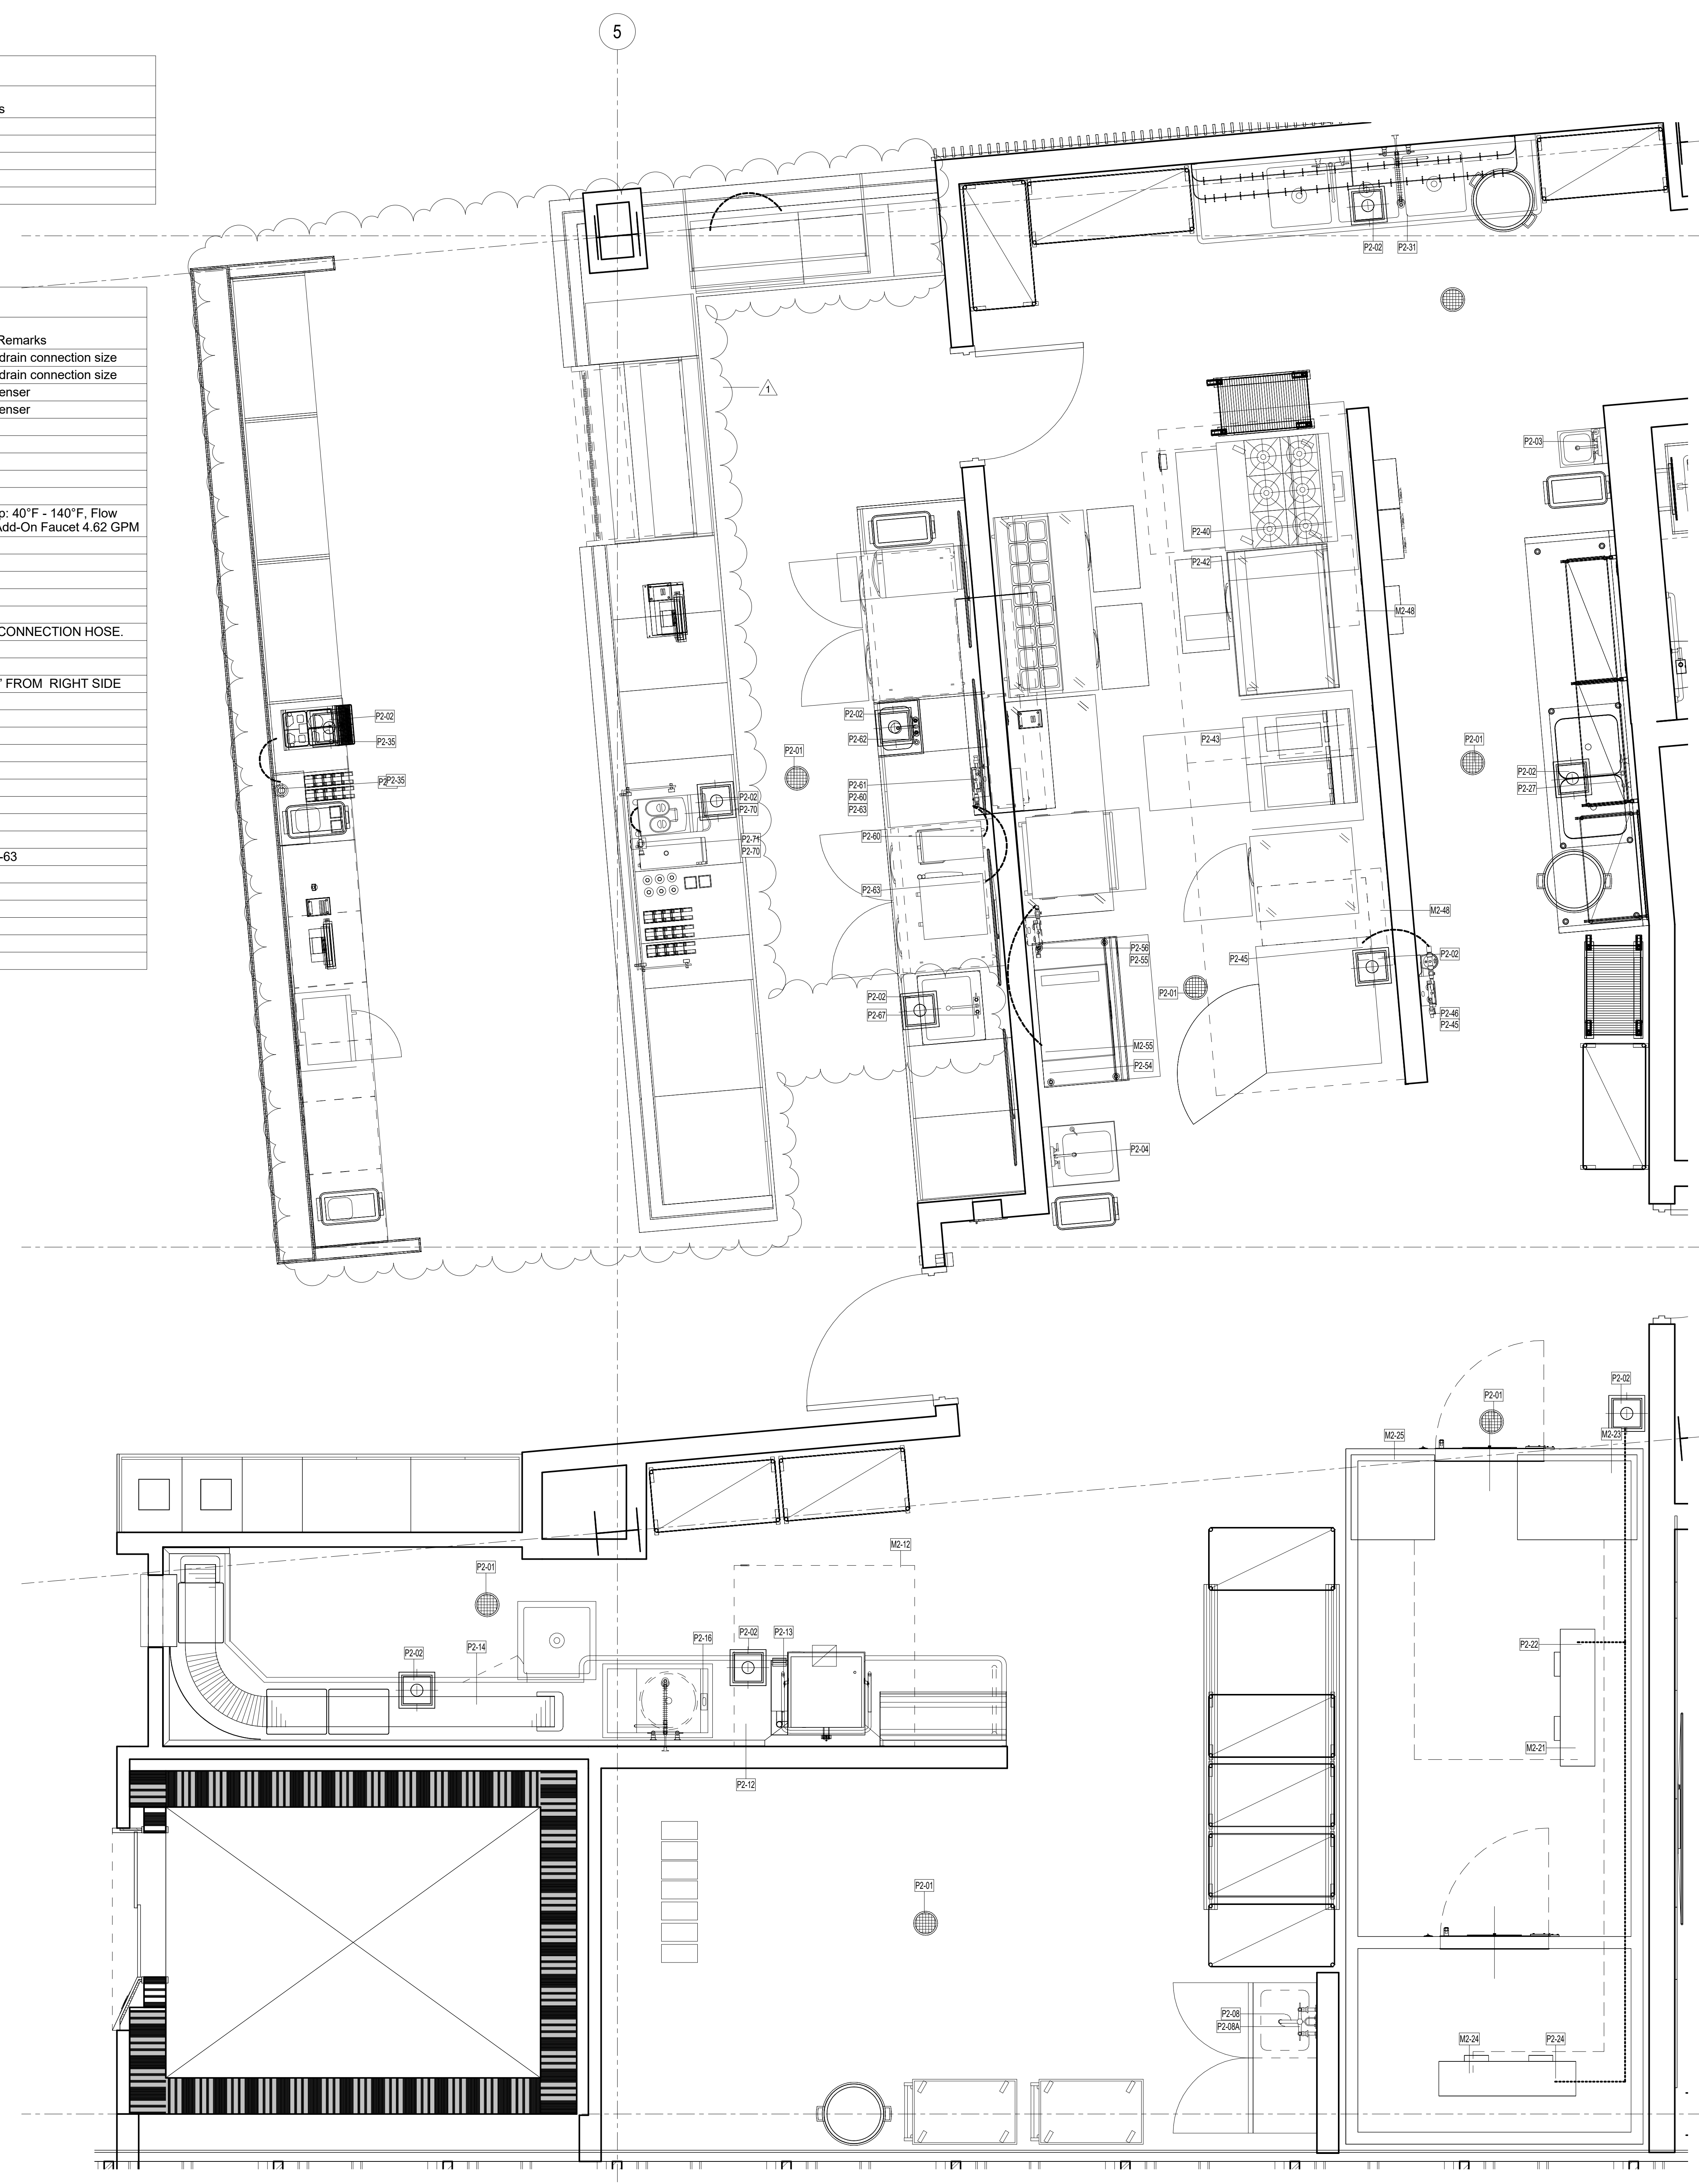 5
s
Remarks
drain connection size
drain connection size
enser
enser
p: 40°F - 140°F, Flow
Add-On Faucet 4.62 GPM
CONNECTION HOSE.
" FROM RIGHT SIDE
-63
1
P2-02
P2-31
P2-03
P2-40
P2-42
M2-48
P2-02
P2-35
P2-35
P2-02
P2-62
P2-01
P2-43
P2-01
P2-02
P2-27
P2-61
P2-60
P2-63
P2-02
P2-70
P2-71
P2-70
P2-60
P2-63
M2-48
P2-56
P2-55
P2-45
P2-02
P2-01
P2-02
P2-67
P2-46
P2-45
M2-55
P2-54
P2-04
P2-02
P2-01
M2-25
M2-23
M2-12
P2-01
P2-02
P2-14
P2-16
P2-02
P2-13
P2-22
M2-21
P2-12
P2-01
P2-08
P2-08A
M2-24
P2-24